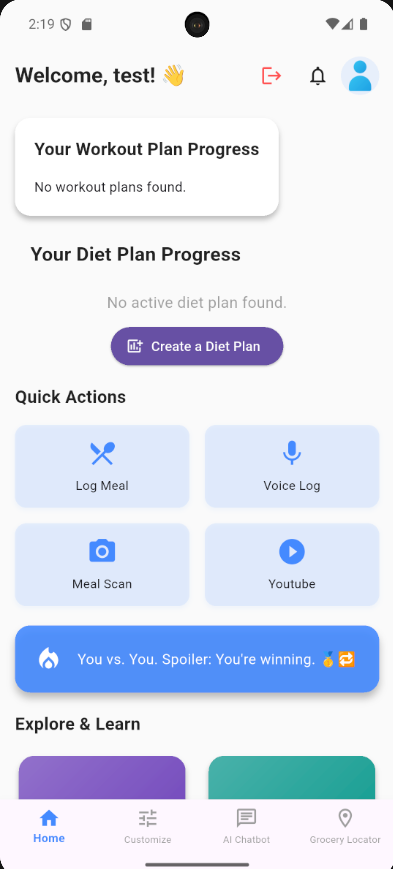 2:19
Welcome, test! 👋
Your Workout Plan Progress
No workout plans found.
Your Diet Plan Progress
No active diet plan found.
Create a Diet Plan
Quick Actions
Log Meal
Voice Log
Meal Scan
Youtube
You vs. You. Spoiler: You're winning. 🥇🔁
Explore & Learn
Home
Customize
AI Chatbot
Grocery Locator